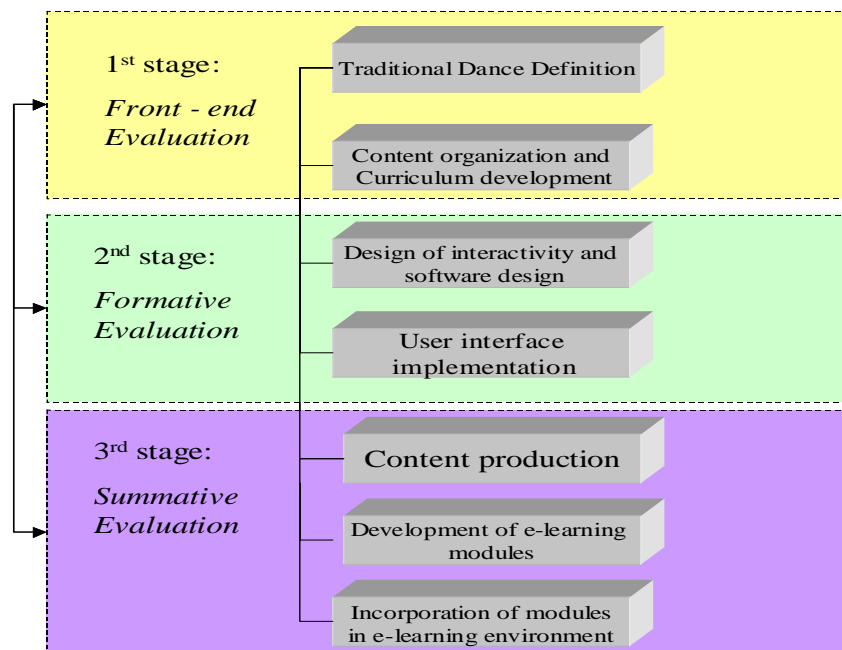 1st stage:
Front - end
Evaluation
Traditional Dance Definition
Content organization and
Curriculum development
2nd stage:
Formative
Evaluation
Design of interactivity and
software design
User interface
implementation
3rd stage:
Summative
Evaluation
Content production
Development of e-learning
modules
Incorporation of modules
in e-learning environment